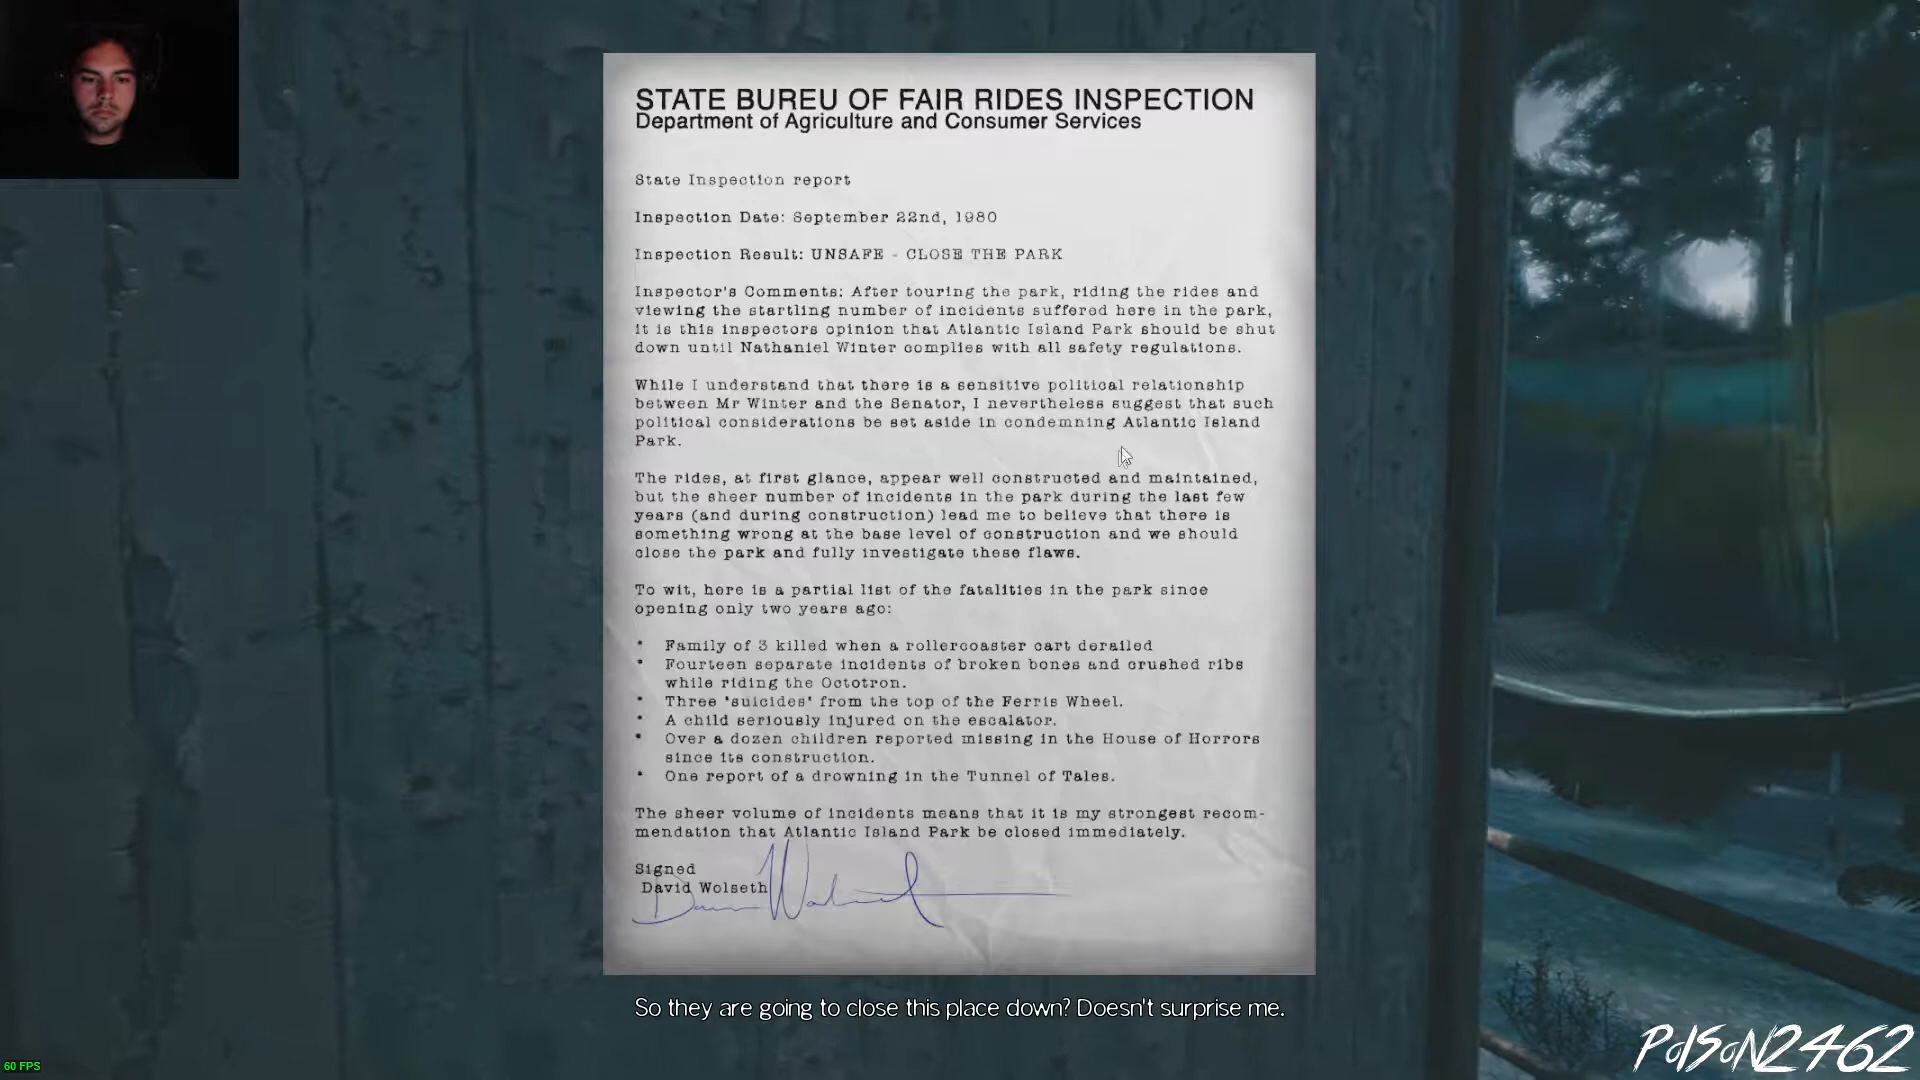 STATE BUREU OF FAIR RIDES INSPECTION
Department of Agriculture and Consumer Services
State Inspection report
Inspection Date: September 22nd, 1980
Inspection Result: UNSAFE - CLOSE THE PARK
Inspector's Comments: After touring the park, riding the rides and
viewing the startling number of incidents suffered here in the park,
it is this inspectors opinion that Atlantic Island Park should be shut
down until Nathaniel Winter complies with all safety regulations.
While I understand that there is a sensitive political relationship
between Mr Winter and the Senator, I nevertheless suggest that such
political considerations be set aside in condemning Atlantic Island
Park.
The rides, at first glance, appear well constructed and maintained,
but the sheer number of incidents in the park during the last few
years (and during construction) lead me to believe that there is
something wrong at the base level of construction and we should
close the park and fully investigate these flaws.
To wit, here is a partial list of the fatalities in the park since
opening only two years ago:
* Family of 3 killed when a rollercoaster cart derailed
* Fourteen separate incidents of broken bones and crushed ribs
while riding the Octotron.
* Three 'suicides' from the top of the Ferris Wheel.
* A child seriously injured on the escalator.
* Over a dozen children reported missing in the House of Horrors
since its construction.
* One report of a drowning in the Tunnel of Tales.
The sheer volume of incidents means that it is my strongest recom-
mendation that Atlantic Island Park be closed immediately.
Signed
David Wolseth
So they are going to close this place down? Doesn't surprise me.
60 FPS
PoISoN2462